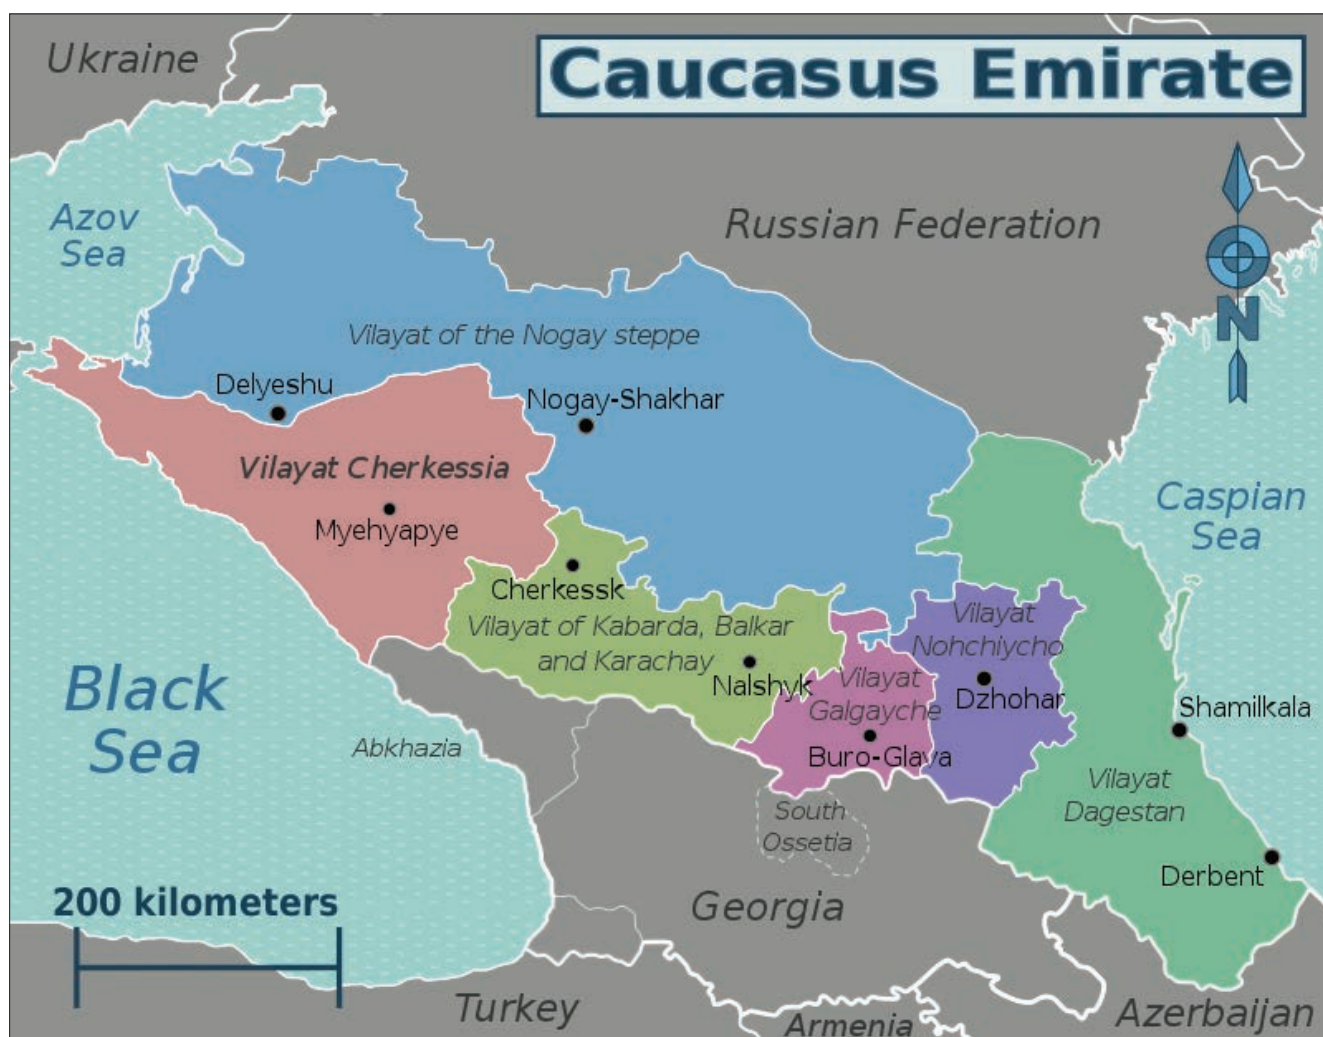 Ukraine
Caucasus Emirate
Azov
Sea
Russian Federation
N
Vilayat of the Nogay steppe
Delyeshu
Nogay-Shakhar
Vilayat Cherkessia
Myehyapye
Caspian
Sea
Cherkessk
Vilayat of Kabarda, Balkar
and Karachay
Nalshyk
Vilayat
Nohchiycho
Dzhohar
Vilayat
Galgayche
Buro-Glava
Black
Sea
Abkhazia
Shamilkala
Vilayat
Dagestan
South
Ossetia
Derbent
200 kilometers
Georgia
Turkey
Armenia
Azerbaijan